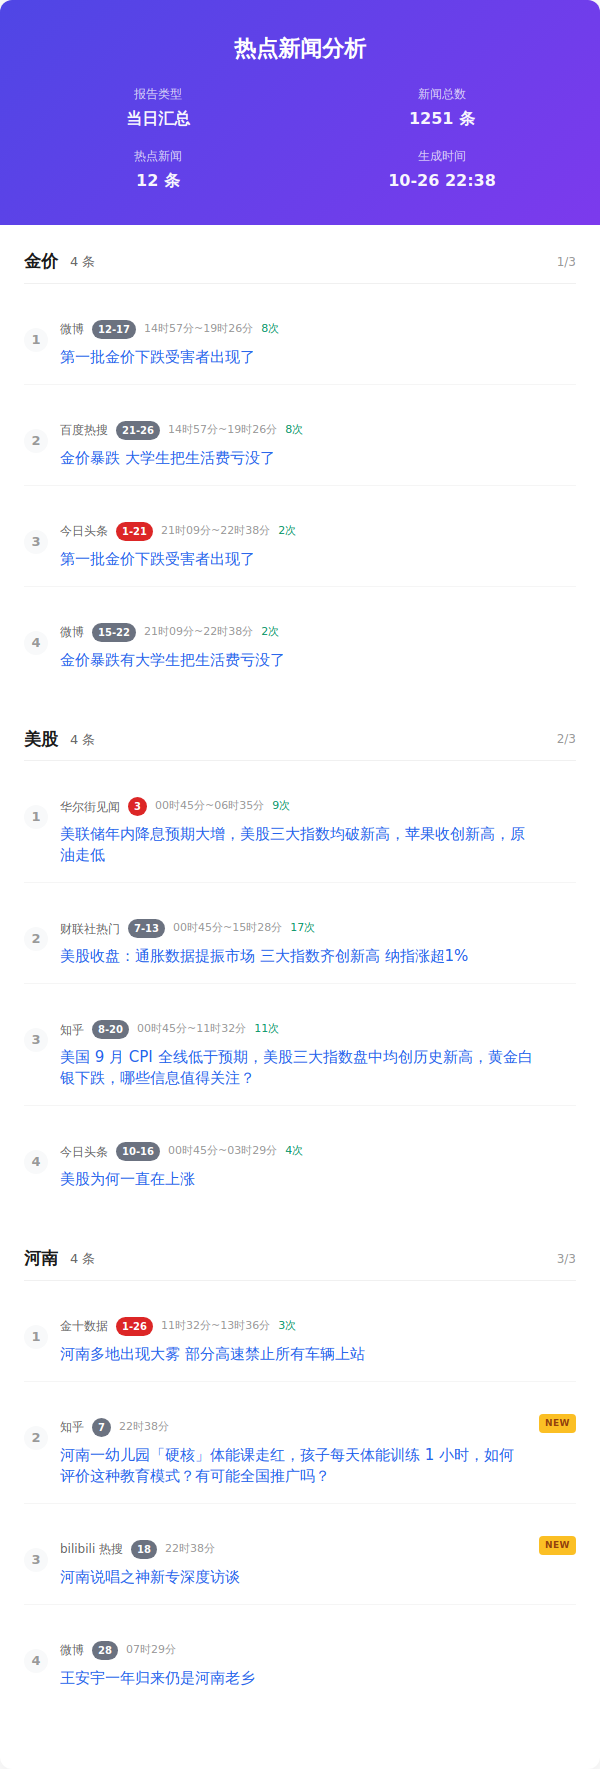 热点新闻分析
报告类型
新闻总数
当日汇总
1251 条
热点新闻
生成时间
12 条
10-26 22:38
金价 4 条 1/3
1 微博 12-17 14时57分~19时26分 8次
第一批金价下跌受害者出现了
2 百度热搜 21-26 14时57分~19时26分 8次
金价暴跌 大学生把生活费亏没了
3 今日头条 1-21 21时09分~22时38分 2次
第一批金价下跌受害者出现了
4 微博 15-22 21时09分~22时38分 2次
金价暴跌有大学生把生活费亏没了
美股 4 条 2/3
1 华尔街见闻 3 00时45分~06时35分 9次
美联储年内降息预期大增，美股三大指数均破新高，苹果收创新高，原
油走低
2 财联社热门 7-13 00时45分~15时28分 17次
美股收盘：通胀数据提振市场 三大指数齐创新高 纳指涨超1%
3 知乎 8-20 00时45分~11时32分 11次
美国 9 月 CPI 全线低于预期，美股三大指数盘中均创历史新高，黄金白
银下跌，哪些信息值得关注？
4 今日头条 10-16 00时45分~03时29分 4次
美股为何一直在上涨
河南 4 条 3/3
1 金十数据 1-26 11时32分~13时36分 3次
河南多地出现大雾 部分高速禁止所有车辆上站
2 知乎 7 22时38分 NEW
河南一幼儿园「硬核」体能课走红，孩子每天体能训练 1 小时，如何
评价这种教育模式？有可能全国推广吗？
3 bilibili 热搜 18 22时38分 NEW
河南说唱之神新专深度访谈
4 微博 28 07时29分
王安宇一年归来仍是河南老乡